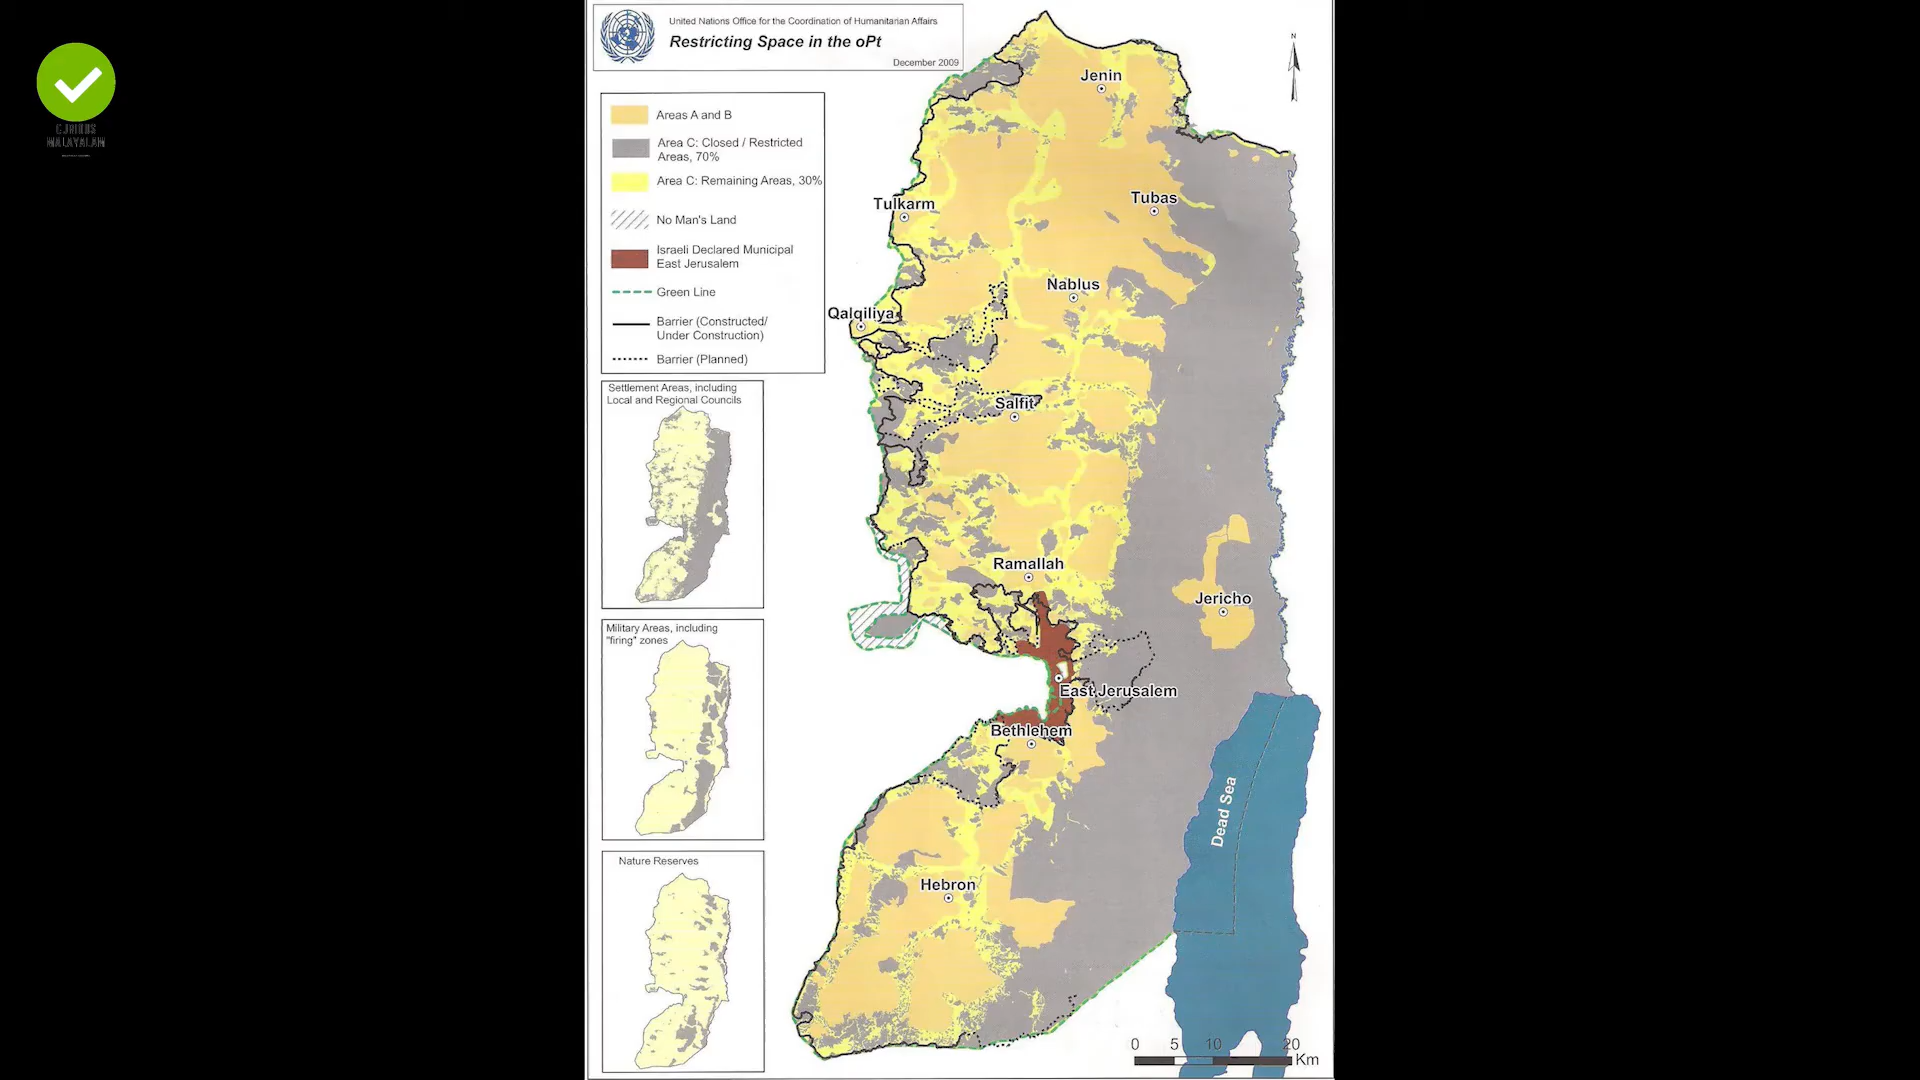 United Nations Office for the Coordination of Humanitarian Affairs
Restricting Space in the oPt
December 2009
MALAYALAM
Areas A and B
Area C: Closed / Restricted
Areas, 70%
Area C: Remaining Areas, 30%
No Man's Land
Israeli Declared Municipal
East Jerusalem
Green Line
Barrier (Constructed/
Under Construction)
Barrier (Planned)
Settlement Areas, including
Local and Regional Councils
Military Areas, including
"firing" zones
Nature Reserves
N
Jenin
Tubas
Tulkarm
Nablus
Qalqiliya
Salfit
Ramallah
Jericho
East Jerusalem
Bethlehem
Dead Sea
Hebron
0 5 10 20
Km